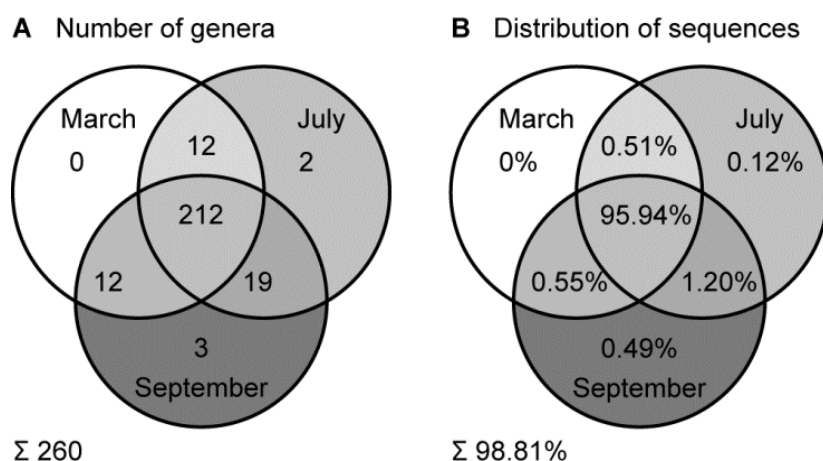 A Number of genera
March
0
12
July
2
212
12
19
3
September
Σ 260
B Distribution of sequences
March
0%
0.51%
July
0.12%
95.94%
0.55%
1.20%
0.49%
September
Σ 98.81%